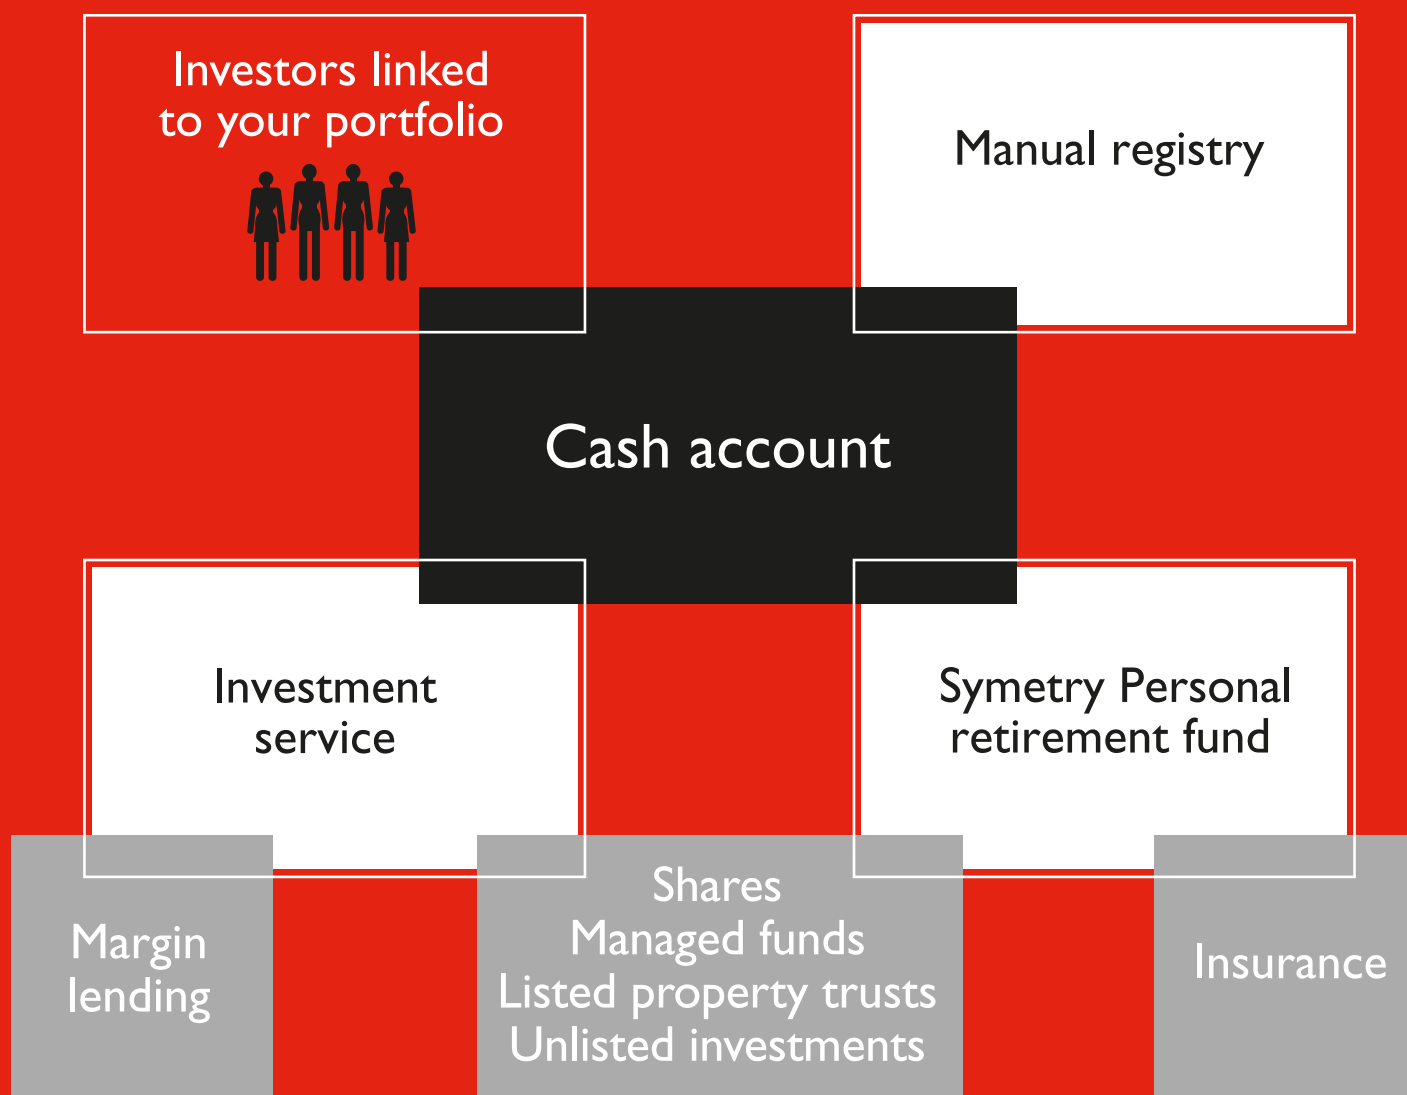 Investors linked
to your portfolio
Manual registry
Cash account
Investment
service
Symetry Personal
retirement fund
Margin
lending
Shares
Managed funds
Listed property trusts
Unlisted investments
Insurance